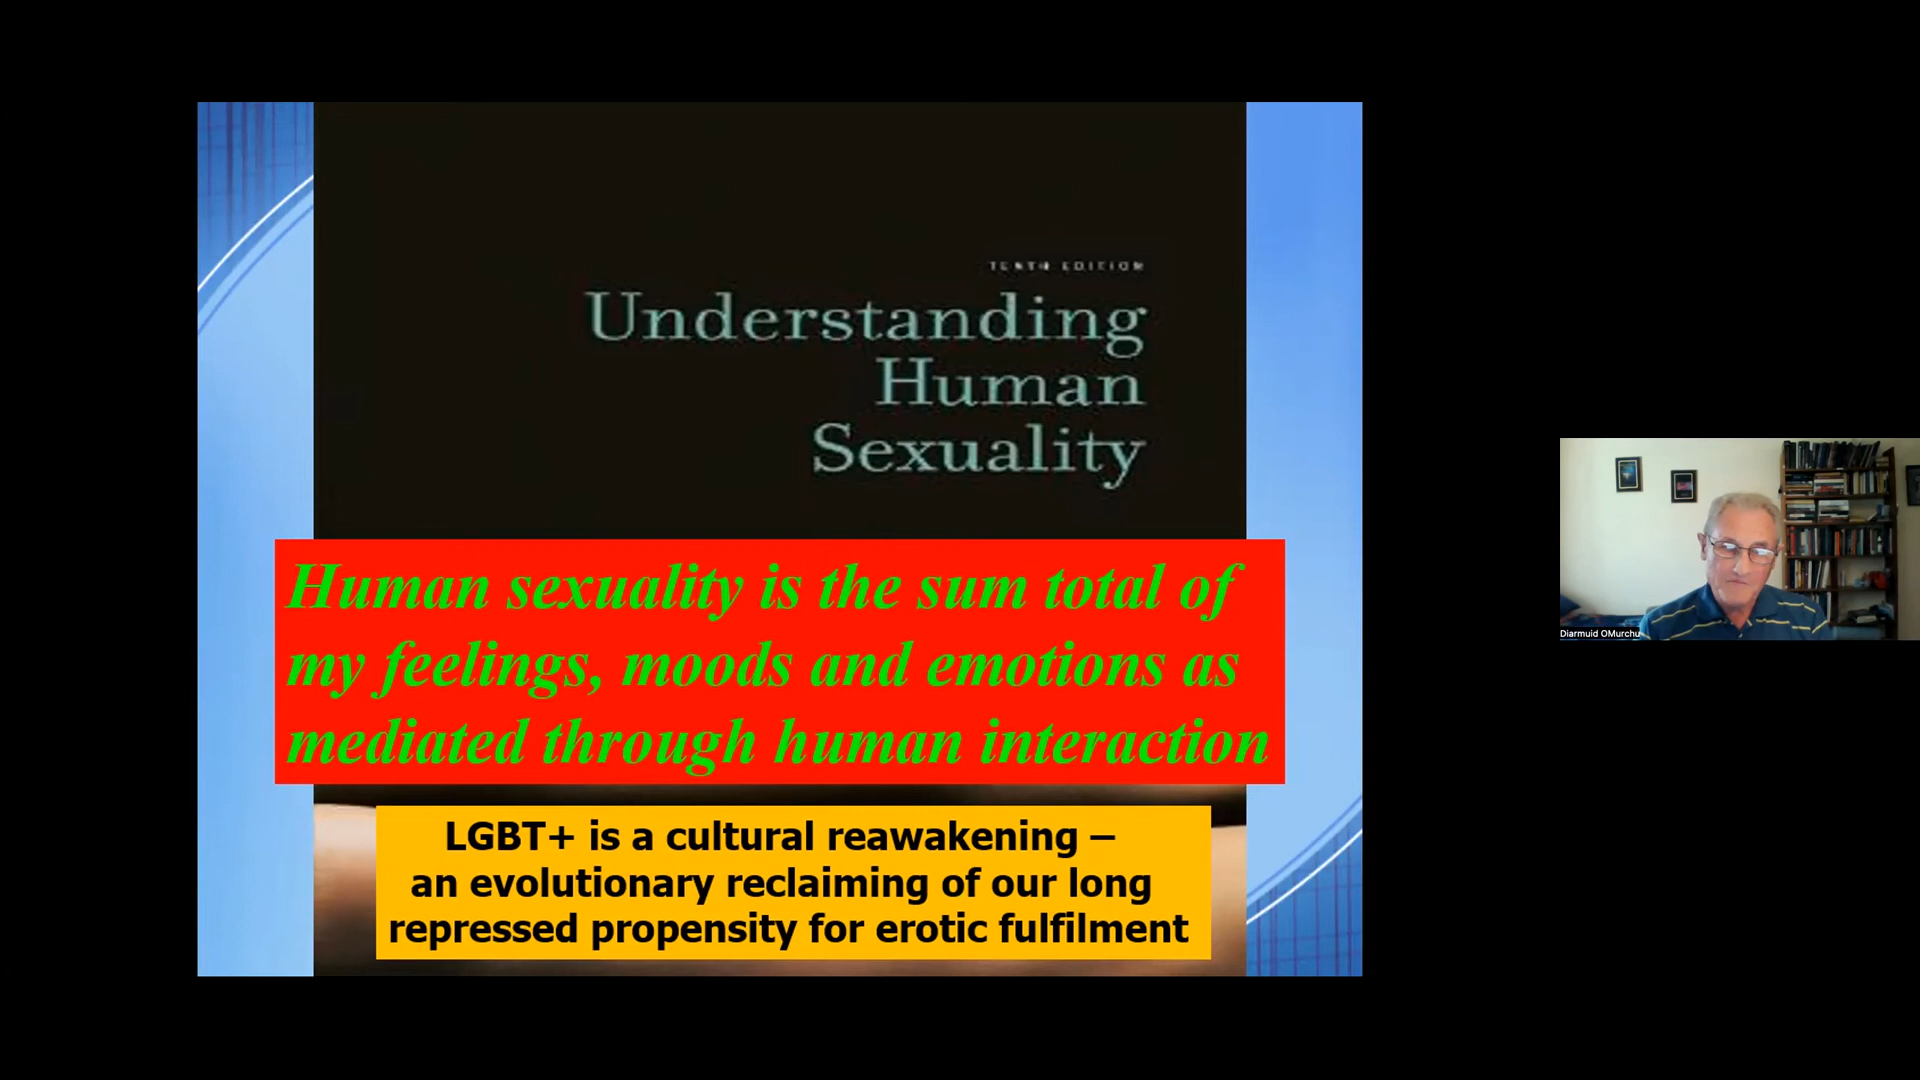 TENTH EDITION
Understanding
Human
Sexuality
Human sexuality is the sum total of
my feelings, moods and emotions as
mediated through human interaction
LGBT+ is a cultural reawakening –
an evolutionary reclaiming of our long
repressed propensity for erotic fulfilment
Diarmuid OMurchu